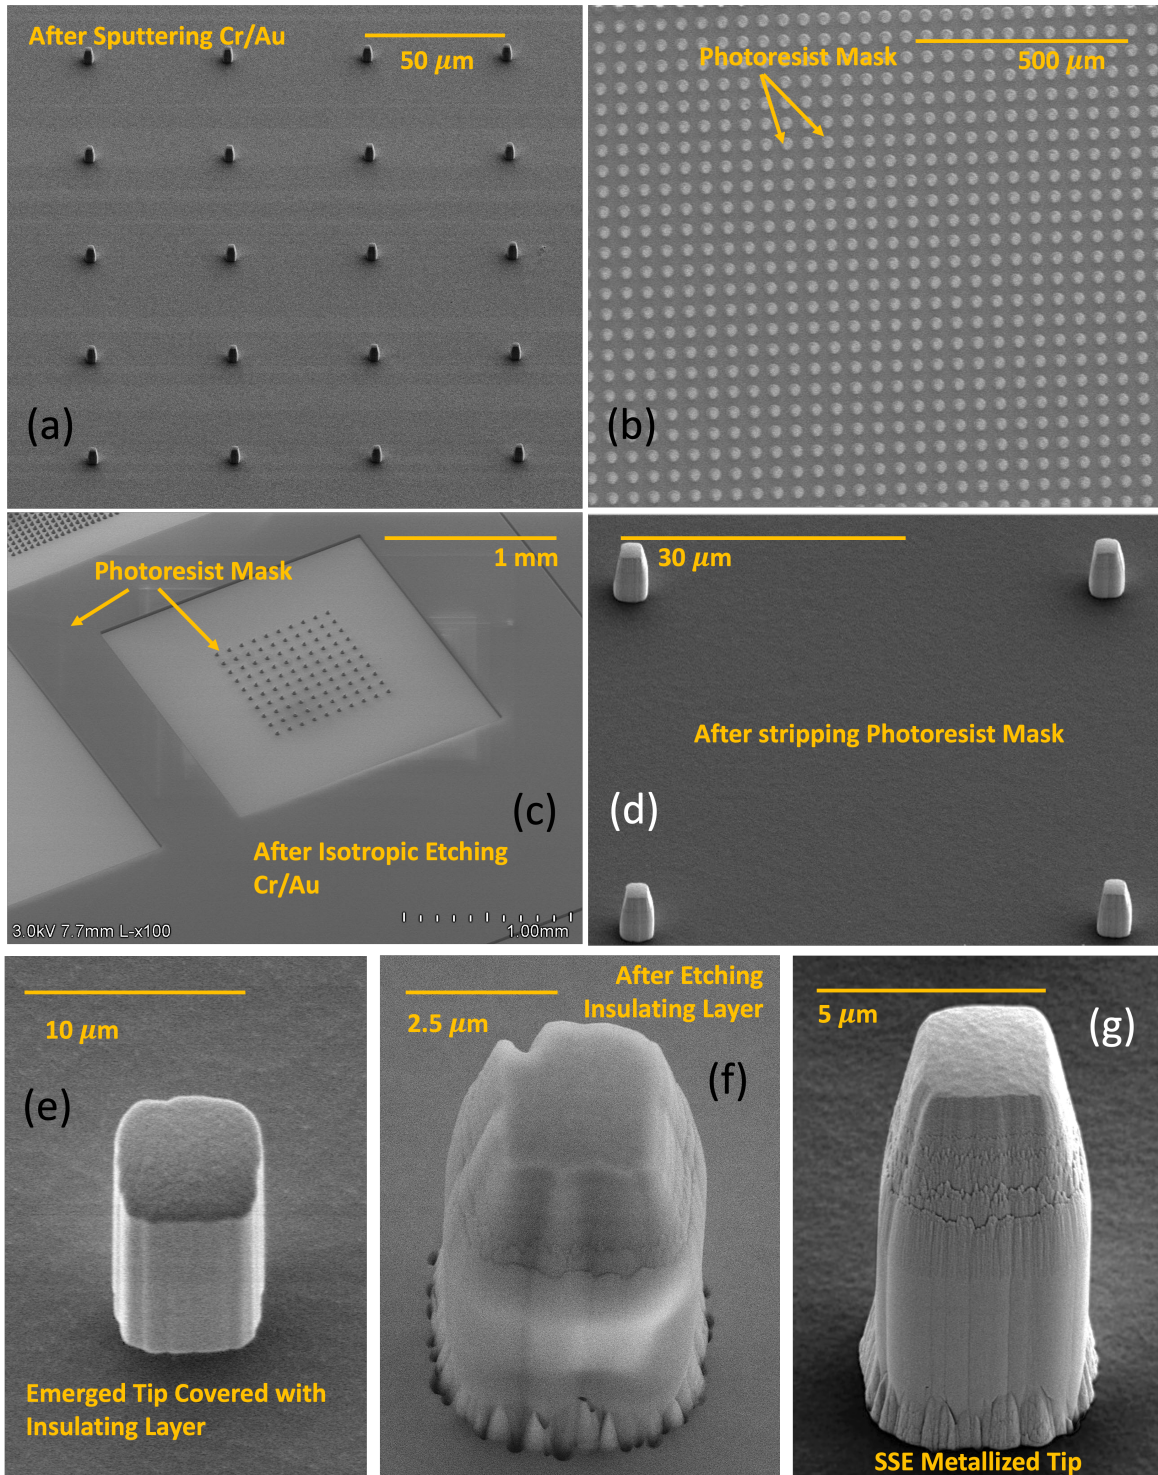 After Sputtering Cr/Au
50 μm
(a)
Photoresist Mask
500 μm
(b)
1 mm
Photoresist Mask
(c)
After Isotropic Etching
Cr/Au
3.0kV 7.7mm L-x100
1.00mm
30 μm
After stripping Photoresist Mask
(d)
10 μm
(e)
Emerged Tip Covered with
Insulating Layer
After Etching
Insulating Layer
2.5 μm
(f)
5 μm
(g)
SSE Metallized Tip